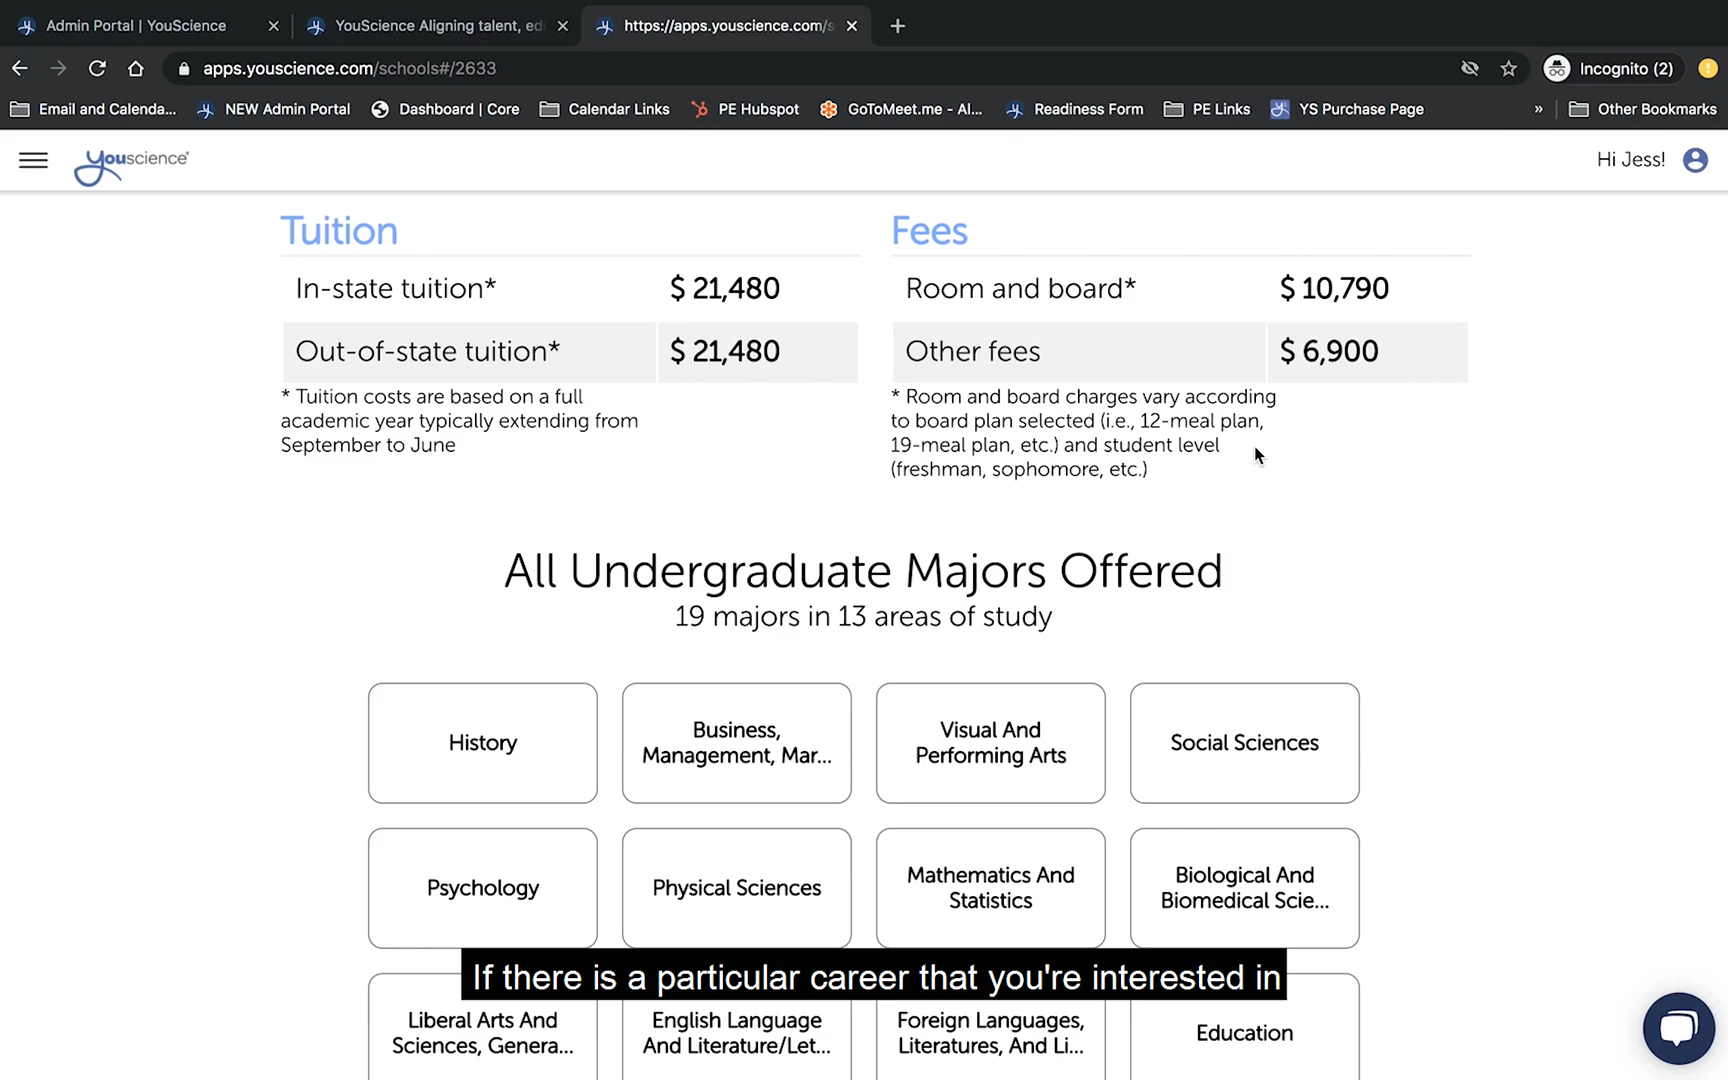 Admin Portal | YouScience
YouScience Aligning talent, ed
https://apps.youscience.com/s
apps.youscience.com/schools#/2633
Incognito (2)
Email and Calenda...
NEW Admin Portal
Dashboard | Core
Calendar Links
PE Hubspot
GoToMeet.me - Al...
Readiness Form
PE Links
YS Purchase Page
»
Other Bookmarks
Youscience®
Hi Jess!
Tuition
In-state tuition* $ 21,480
Out-of-state tuition* $ 21,480
* Tuition costs are based on a full
academic year typically extending from
September to June
Fees
Room and board* $ 10,790
Other fees $ 6,900
* Room and board charges vary according
to board plan selected (i.e., 12-meal plan,
19-meal plan, etc.) and student level
(freshman, sophomore, etc.)
All Undergraduate Majors Offered
19 majors in 13 areas of study
History
Business,
Management, Mar...
Visual And
Performing Arts
Social Sciences
Psychology
Physical Sciences
Mathematics And
Statistics
Biological And
Biomedical Scie...
If there is a particular career that you're interested in
Liberal Arts And
Sciences, Genera...
English Language
And Literature/Let...
Foreign Languages,
Literatures, And Li...
Education